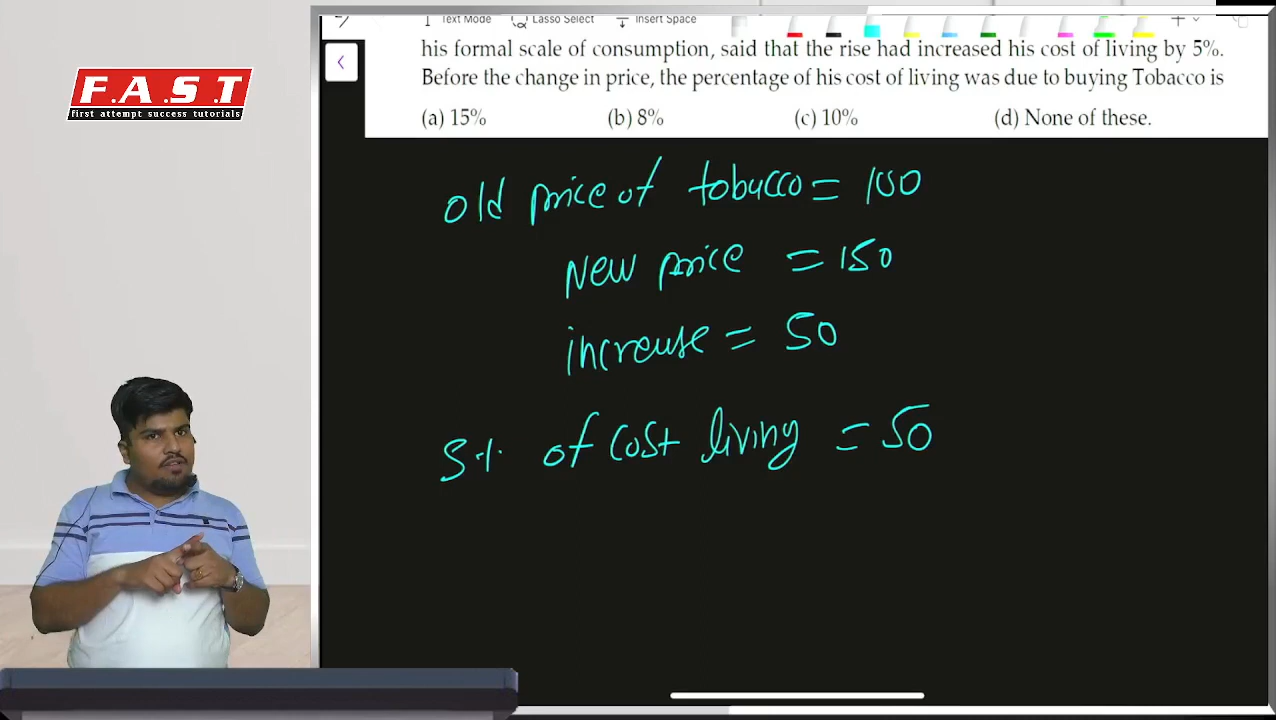 Text Mode Lasso Select Insert Space
his formal scale of consumption, said that the rise had increased his cost of living by 5%.
F.A.S.T
first attempt success tutorials
Before the change in price, the percentage of his cost of living was due to buying Tobacco is
(a) 15% (b) 8% (c) 10% (d) None of these.
old price of tobacco = 100
New price = 150
increase = 50
5% of cost living = 50